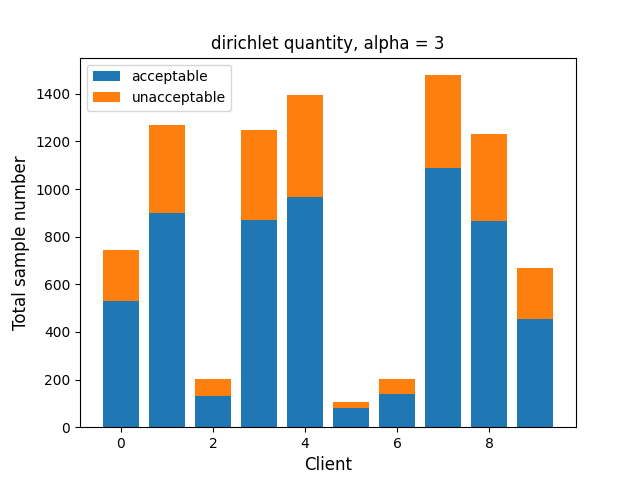 dirichlet quantity, alpha = 3
acceptable
unacceptable
Total sample number
1400
1200
1000
800
600
400
200
0
0 2 4 6 8
Client